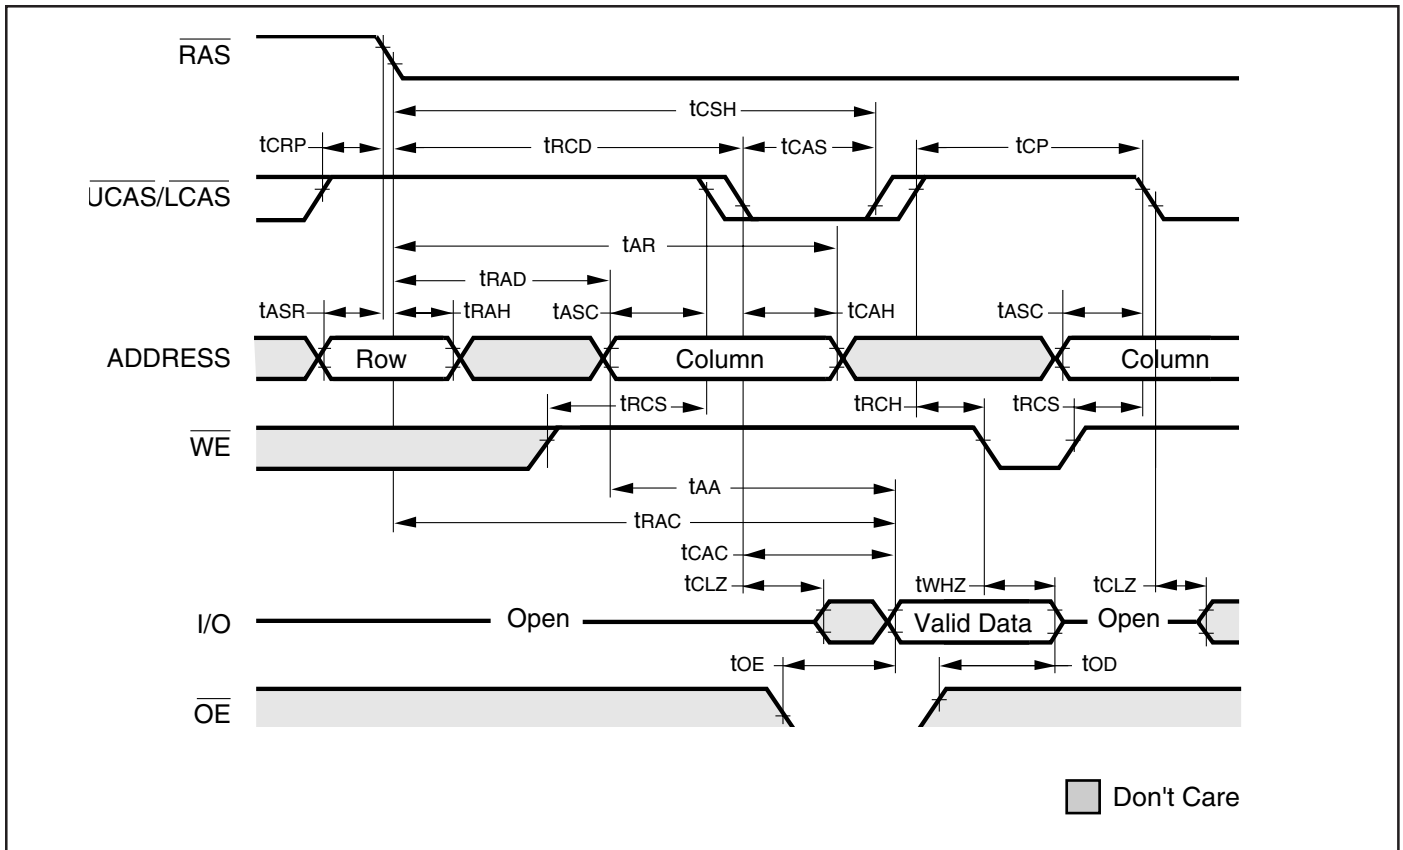 RAS
tCSH
tCRP tRCD tCAS tCP
UCAS/LCAS
tAR
tRAD
tASR tRAH tASC tCAH tASC
ADDRESS Row Column Column
tRCS tRCH tRCS
WE
tAA
tRAC
tCAC
tCLZ tWHZ tCLZ
I/O Open Valid Data Open
tOE tOD
OE
Don't Care